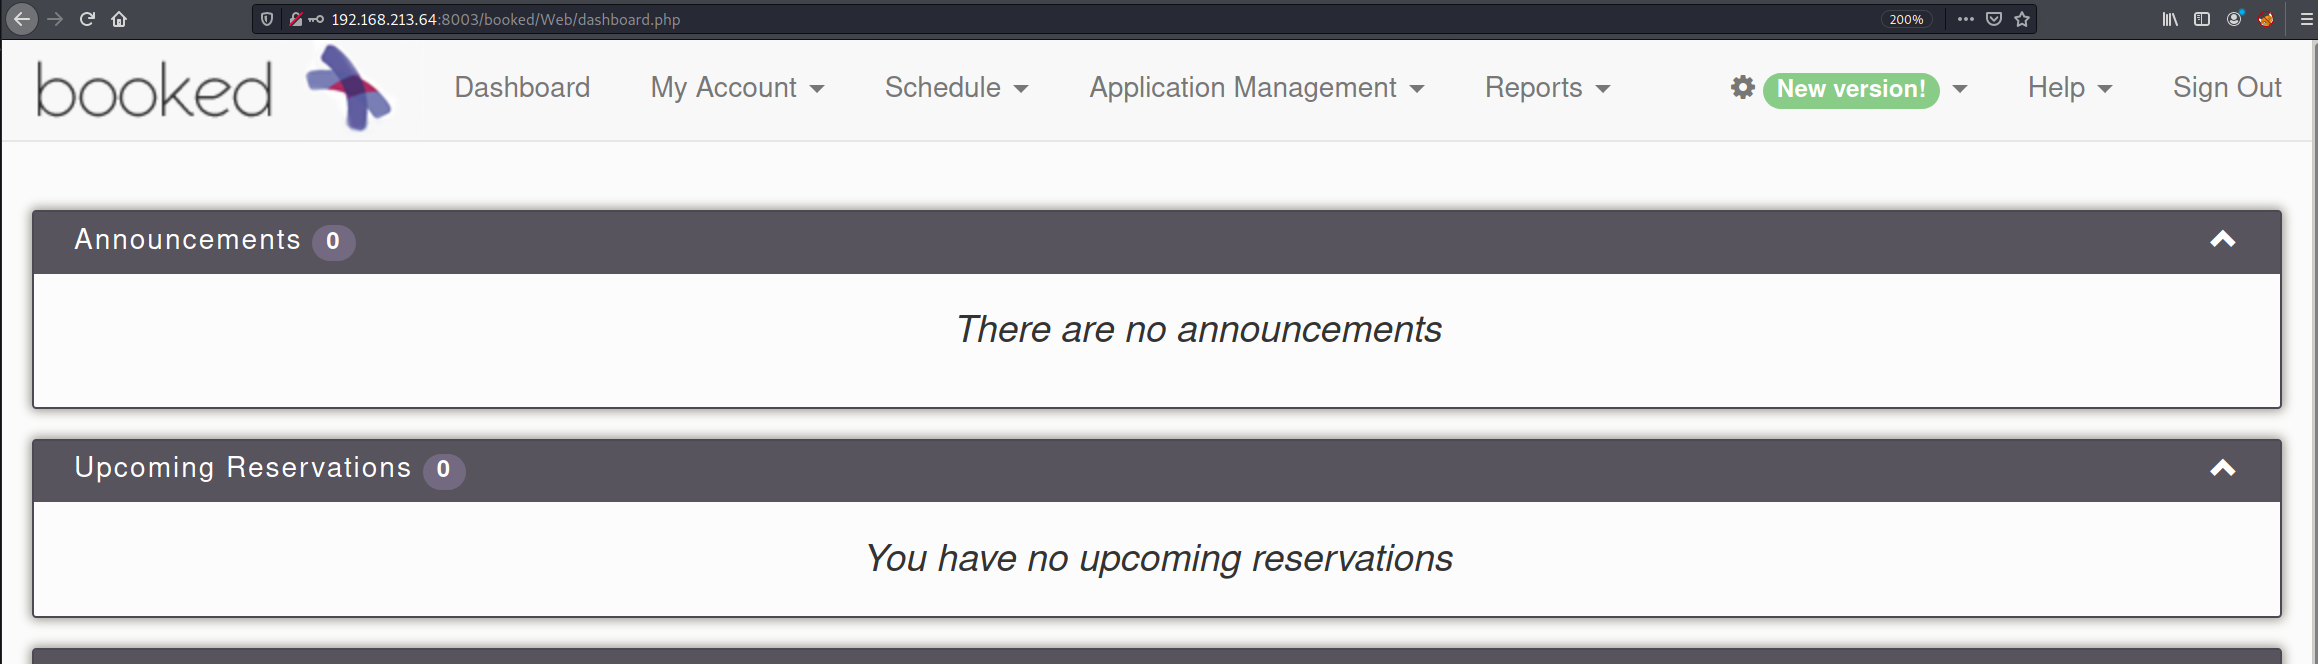 192.168.213.64:8003/booked/Web/dashboard.php 200%
booked Dashboard My Account Schedule Application Management Reports New version! Help Sign Out
Announcements 0
There are no announcements
Upcoming Reservations 0
You have no upcoming reservations